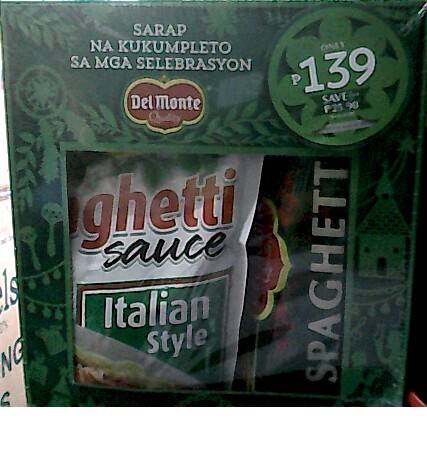 SARAP
NA KUKUMPLETO
SA MGA SELEBRASYON
Del Monte
Quality
ONLY
₱139
SAVE
ghetti
sauce
Italian
Style
SPAGHETT